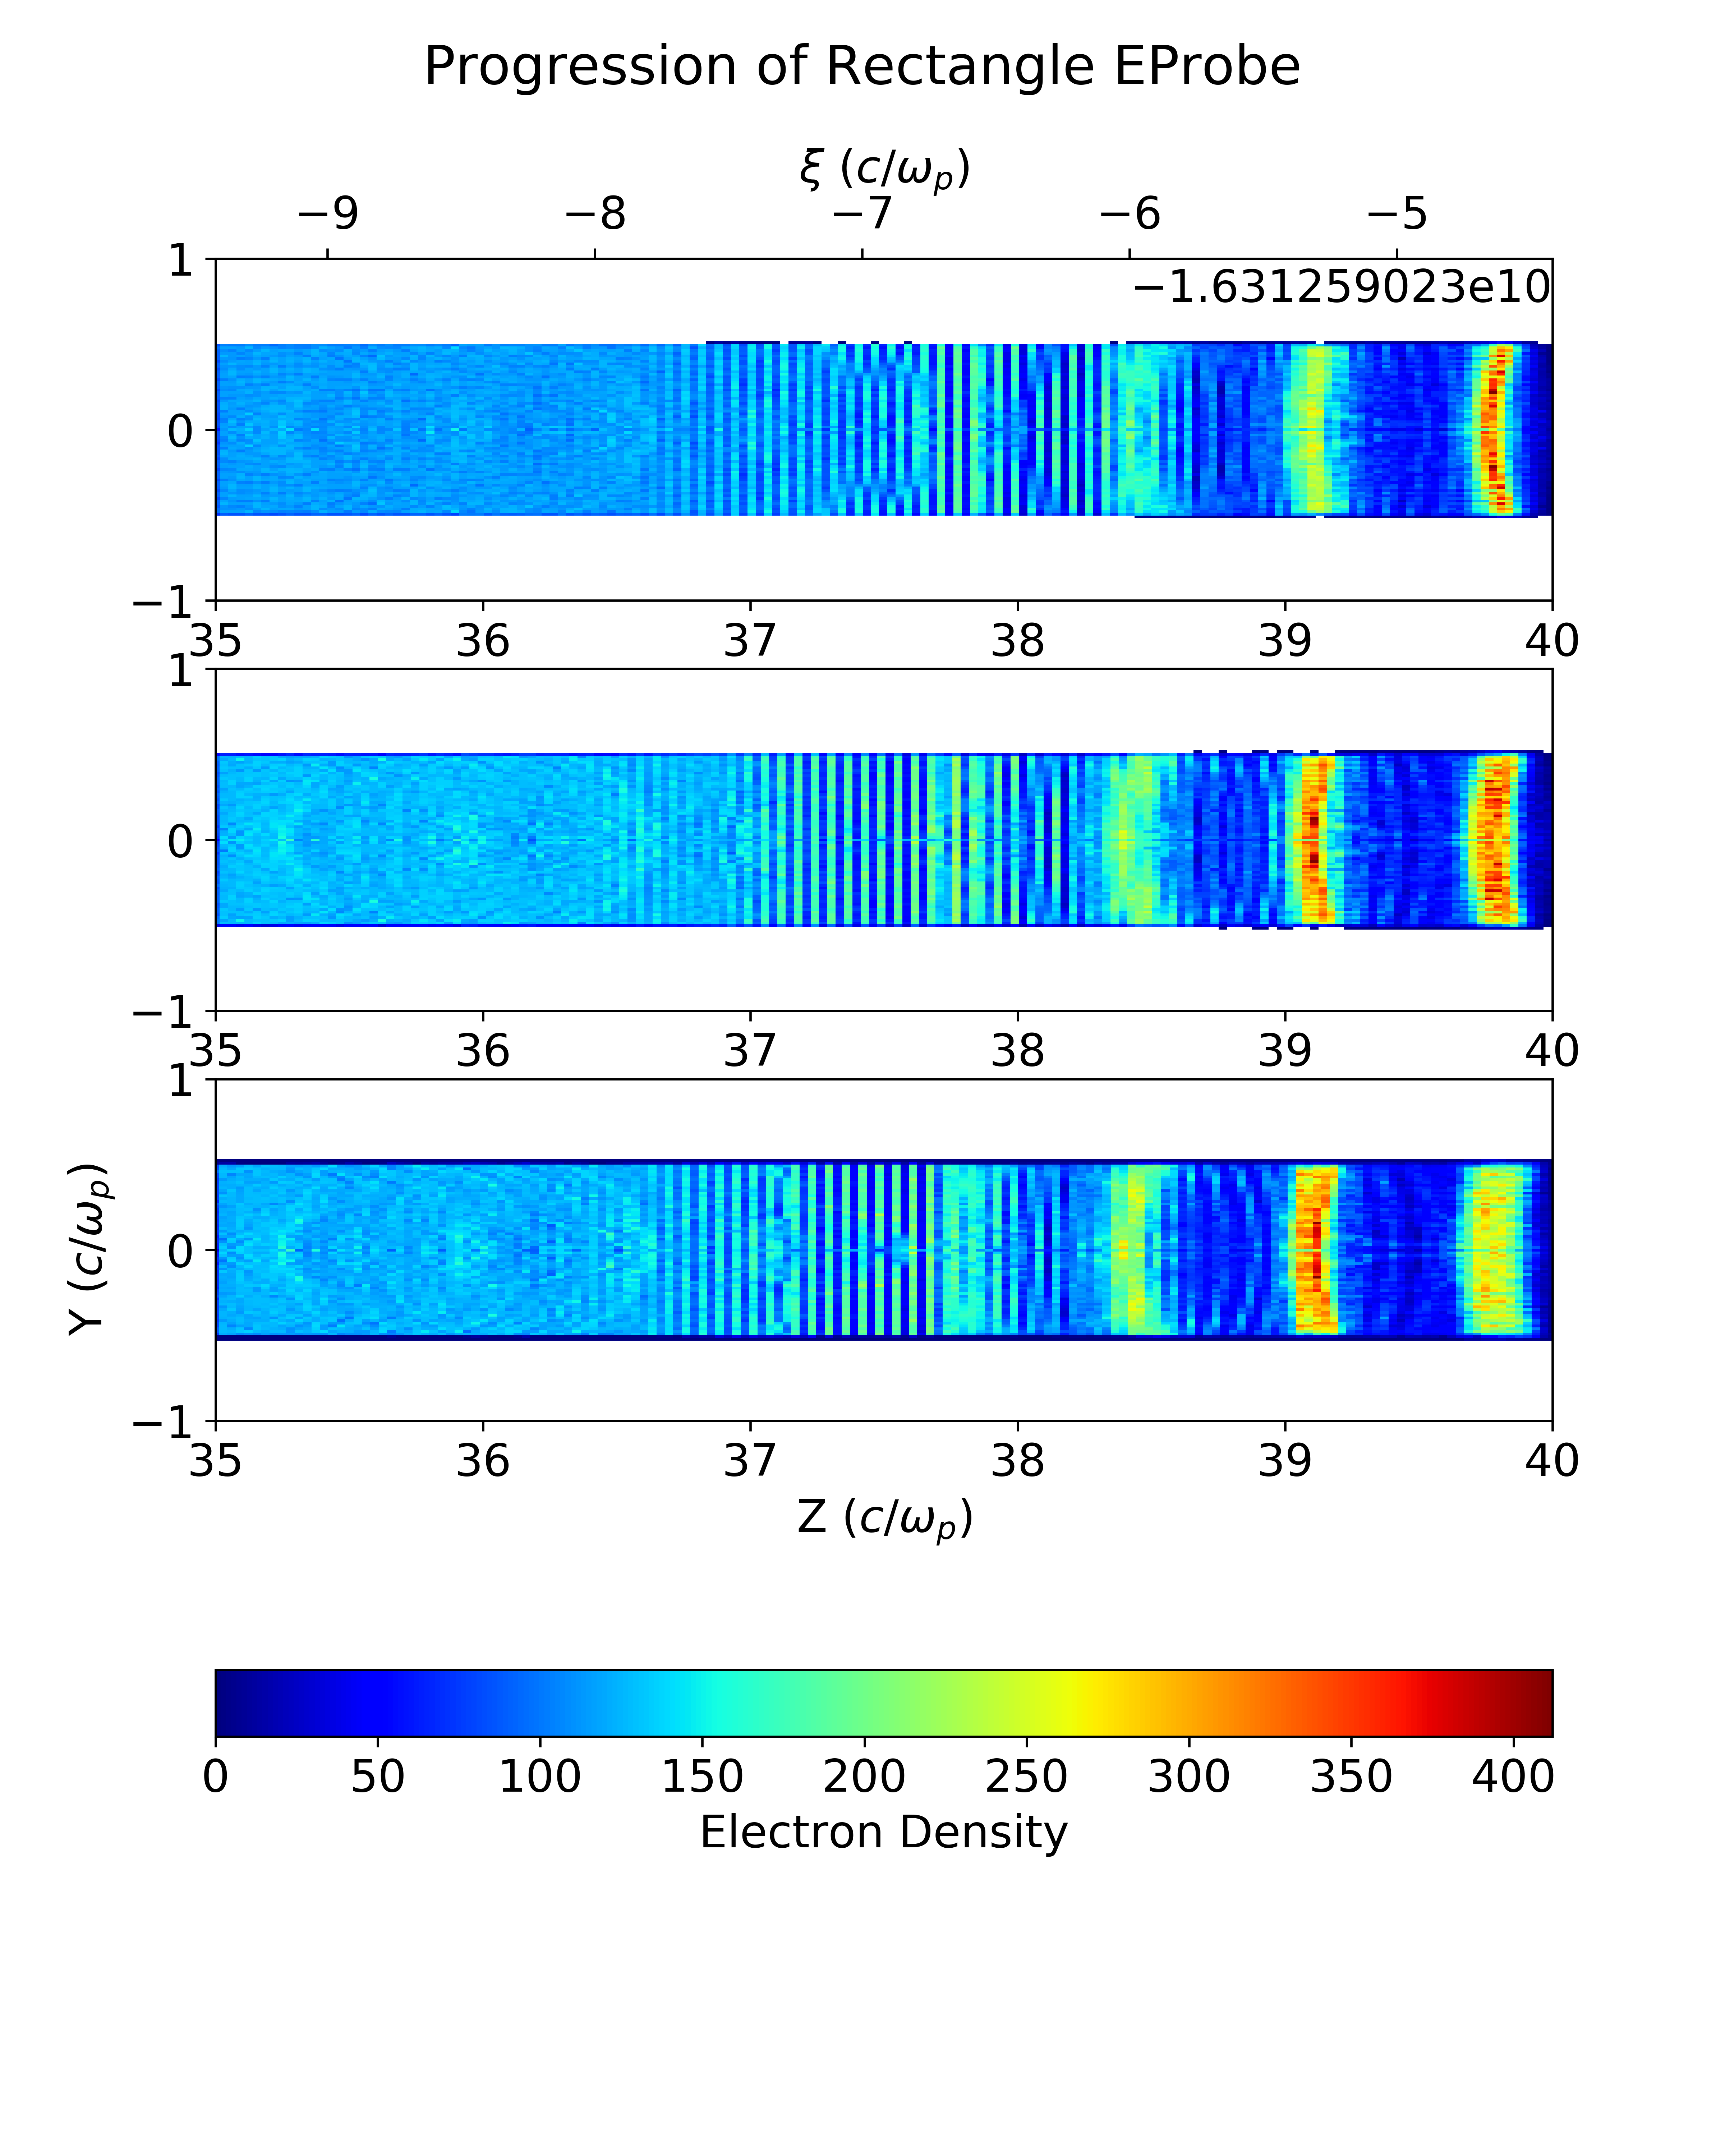 Progression of Rectangle EProbe
ξ (c/ωp)
−9 −8 −7 −6 −5
−1.631259023e10
1
0
−1
35 36 37 38 39 40
1
0
−1
35 36 37 38 39 40
1
0
−1
Y (c/ωp)
35 36 37 38 39 40
Z (c/ωp)
0 50 100 150 200 250 300 350 400
Electron Density